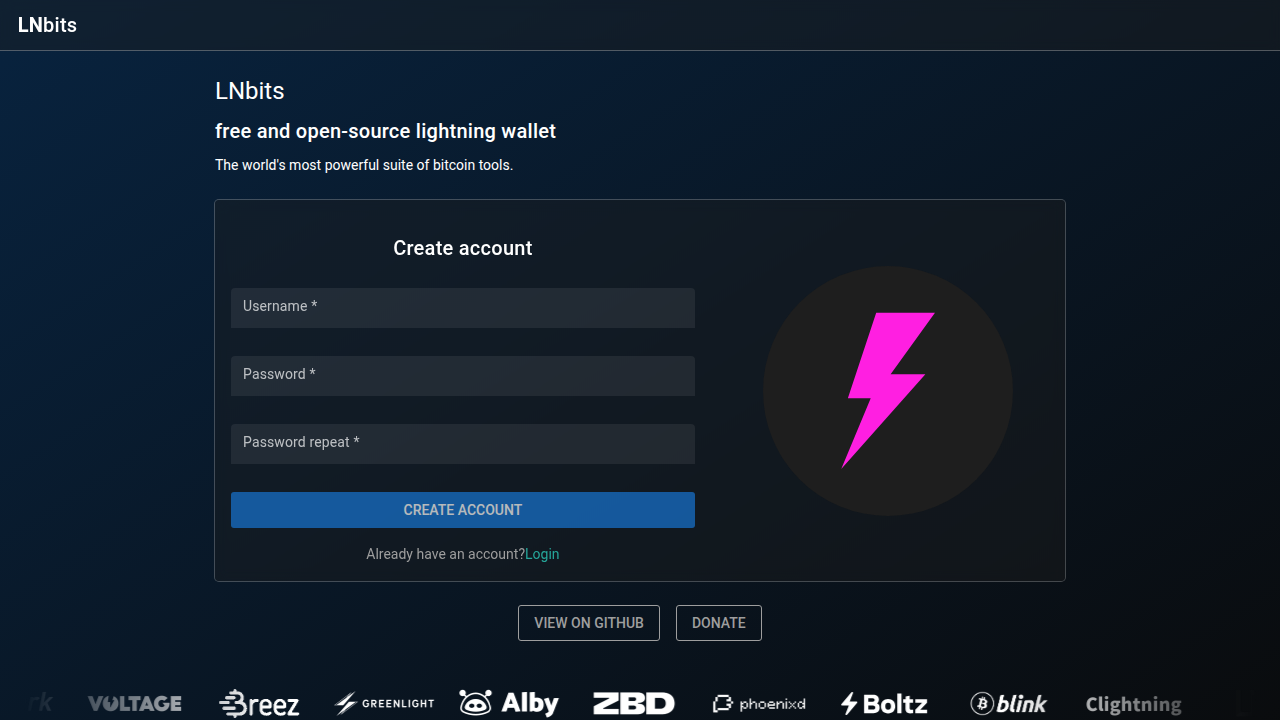 LNbits
LNbits
free and open-source lightning wallet
The world's most powerful suite of bitcoin tools.
Create account
Username *
Password *
Password repeat *
CREATE ACCOUNT
Already have an account?Login
VIEW ON GITHUB DONATE
rk VOLTAGE Breez GREENLIGHT Alby ZBD phoenixd Boltz blink Clightning